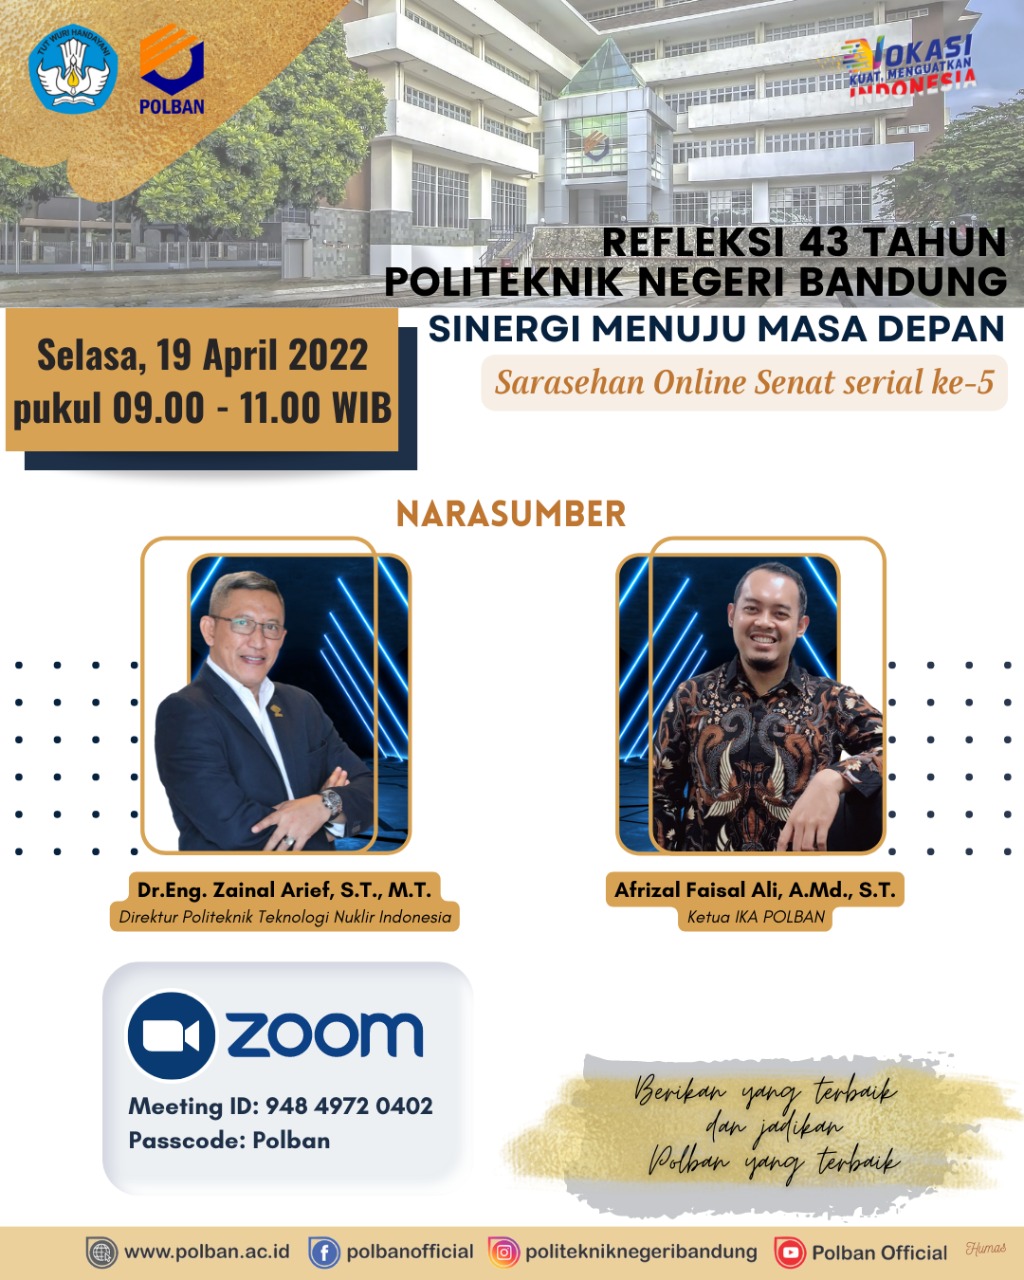 TUT WURI HANDAYANI
POLBAN
VOKASI
KUAT, MENGUATKAN
INDONESIA
REFLEKSI 43 TAHUN
POLITEKNIK NEGERI BANDUNG
SINERGI MENUJU MASA DEPAN
Sarasehan Online Senat serial ke-5
Selasa, 19 April 2022
pukul 09.00 - 11.00 WIB
NARASUMBER
Dr.Eng. Zainal Arief, S.T., M.T.
Direktur Politeknik Teknologi Nuklir Indonesia
Afrizal Faisal Ali, A.Md., S.T.
Ketua IKA POLBAN
zoom
Meeting ID: 948 4972 0402
Passcode: Polban
Berikan yang terbaik
dan jadikan
Polban yang terbaik
www.polban.ac.id
polbanofficial
politekniknegeribandung
Polban Official
Humas